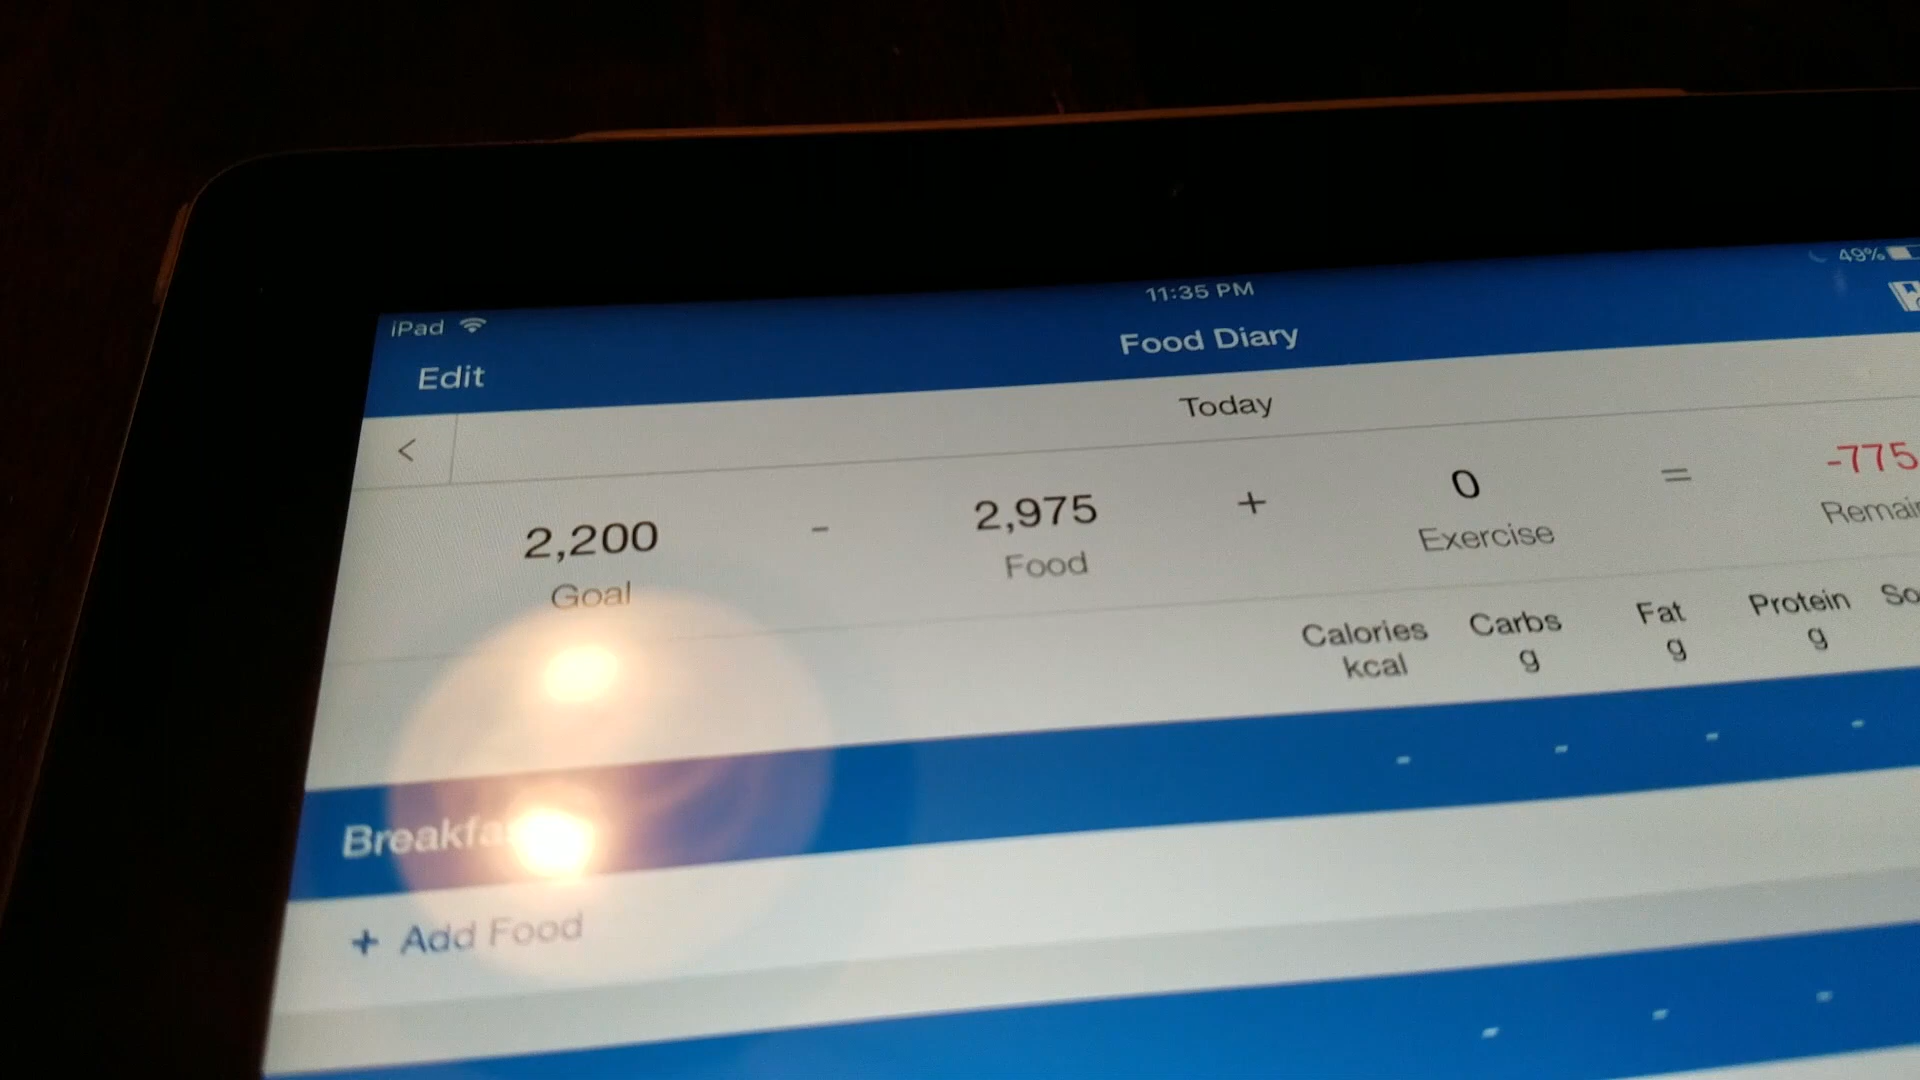 iPad 11:35 PM 49%
Edit Food Diary
<
Today
2,200 - 2,975 + 0 = -775
Goal Food Exercise
Calories Carbs Fat Protein
kcal g g g
- - - -
+ Add Food
- - -